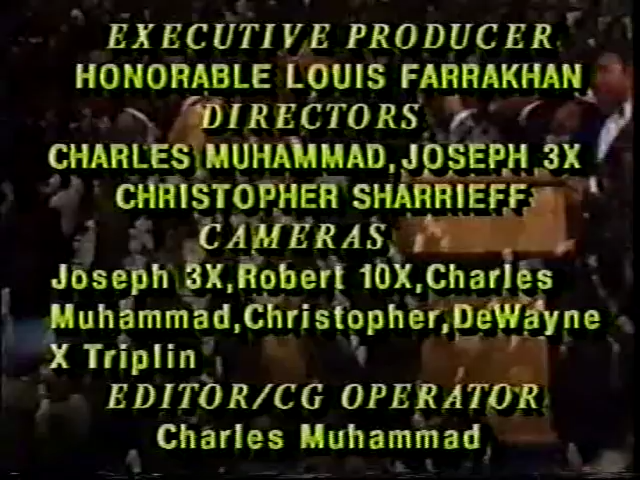 EXECUTIVE PRODUCER
HONORABLE LOUIS FARRAKHAN
DIRECTORS
CHARLES MUHAMMAD,JOSEPH 3X
CHRISTOPHER SHARRIEFF
CAMERAS
Joseph 3X,Robert 10X,Charles
Muhammad,Christopher,DeWayne
X Triplin
EDITOR/CG OPERATOR
Charles Muhammad